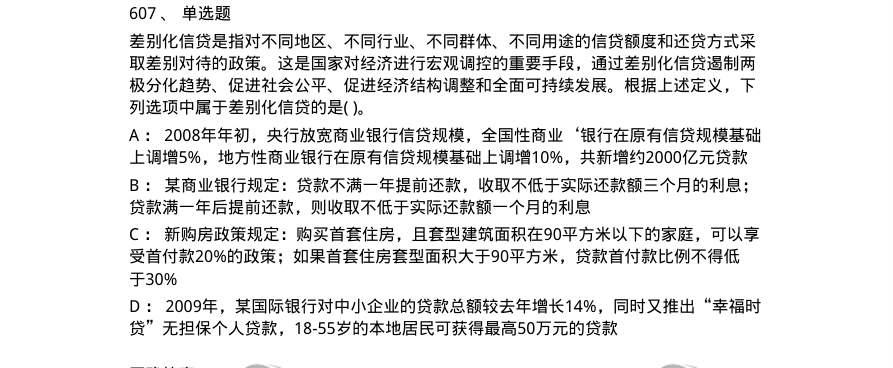 607 、 单选题
差别化信贷是指对不同地区、不同行业、不同群体、不同用途的信贷额度和还贷方式采
取差别对待的政策。这是国家对经济进行宏观调控的重要手段，通过差别化信贷遏制两
极分化趋势、促进社会公平、促进经济结构调整和全面可持续发展。根据上述定义，下
列选项中属于差别化信贷的是( )。
A ： 2008年年初，央行放宽商业银行信贷规模，全国性商业‘银行在原有信贷规模基础
上调增5%，地方性商业银行在原有信贷规模基础上调增10%，共新增约2000亿元贷款
B ： 某商业银行规定：贷款不满一年提前还款，收取不低于实际还款额三个月的利息；
贷款满一年后提前还款，则收取不低于实际还款额一个月的利息
C ： 新购房政策规定：购买首套住房，且套型建筑面积在90平方米以下的家庭，可以享
受首付款20%的政策；如果首套住房套型面积大于90平方米，贷款首付款比例不得低
于30%
D ： 2009年，某国际银行对中小企业的贷款总额较去年增长14%，同时又推出“幸福时
贷”无担保个人贷款，18-55岁的本地居民可获得最高50万元的贷款